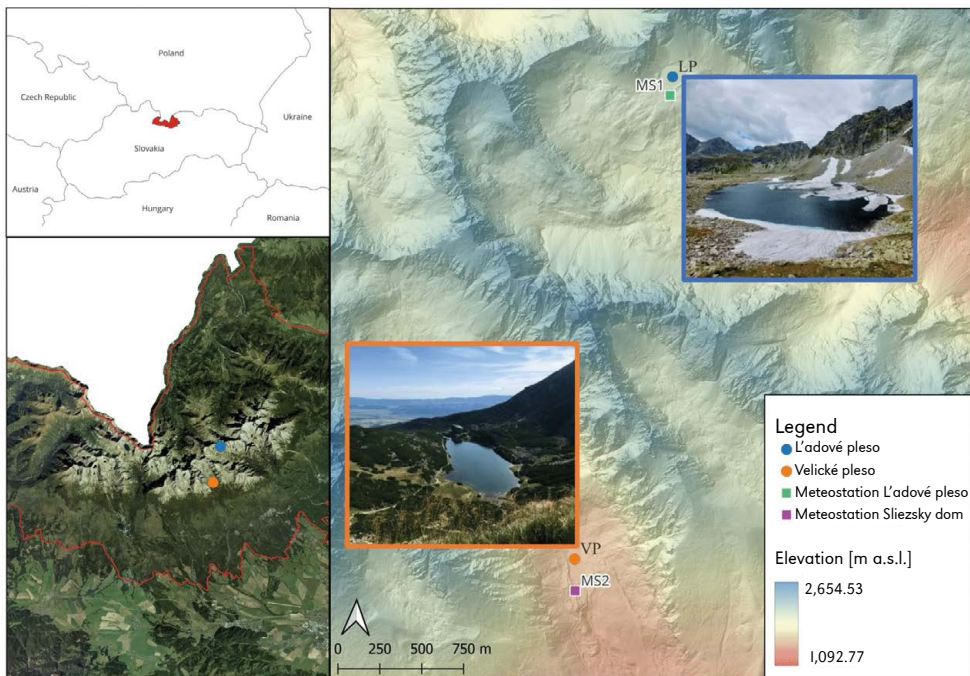 Poland
Czech Republic
Ukraine
Slovakia
Austria
Hungary
Romania
LP
MS1
VP
MS2
0 250 500 750 m
Legend
L'adové pleso
Velické pleso
Meteostation L'adové pleso
Meteostation Sliezsky dom
Elevation [m a.s.l.]
2,654.53
1,092.77